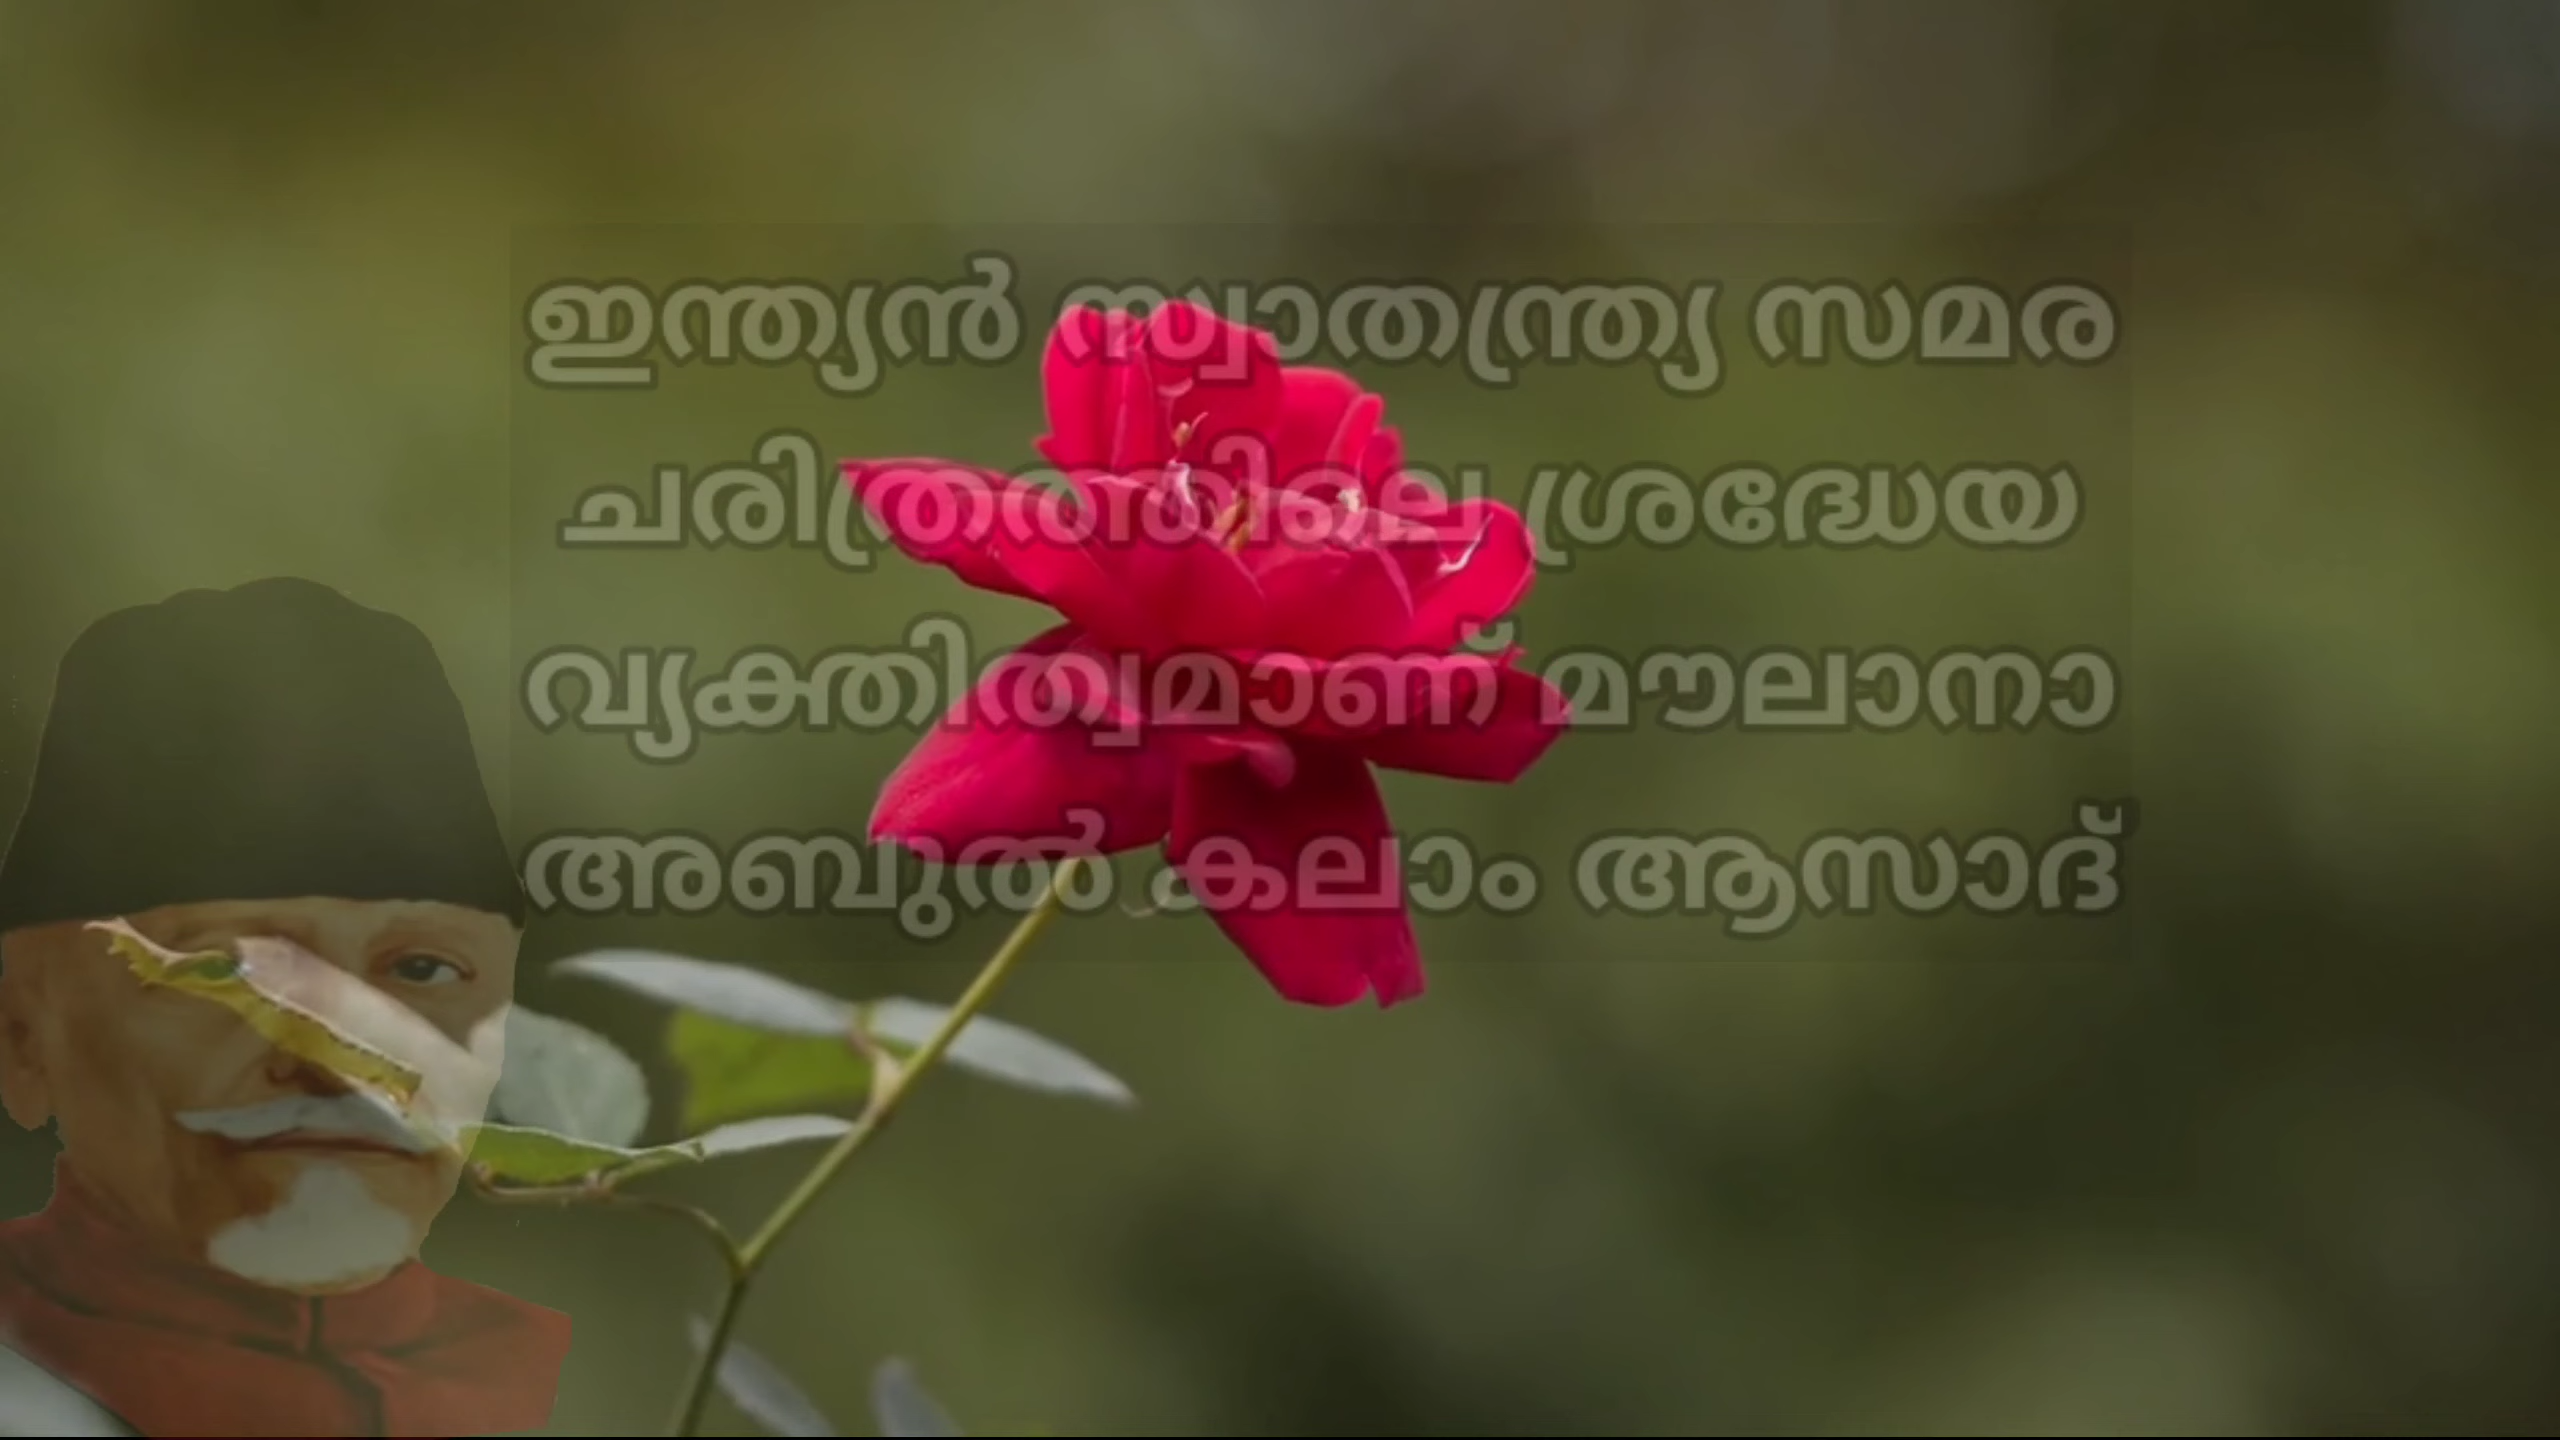 ഇന്ത്യൻ സ്വാതന്ത്ര്യ സമര
ചരിത്രത്തിലെ ശ്രദ്ധേയ
വ്യക്തിത്വമാണ് മൗലാനാ
അബുൽ കലാം ആസാദ്